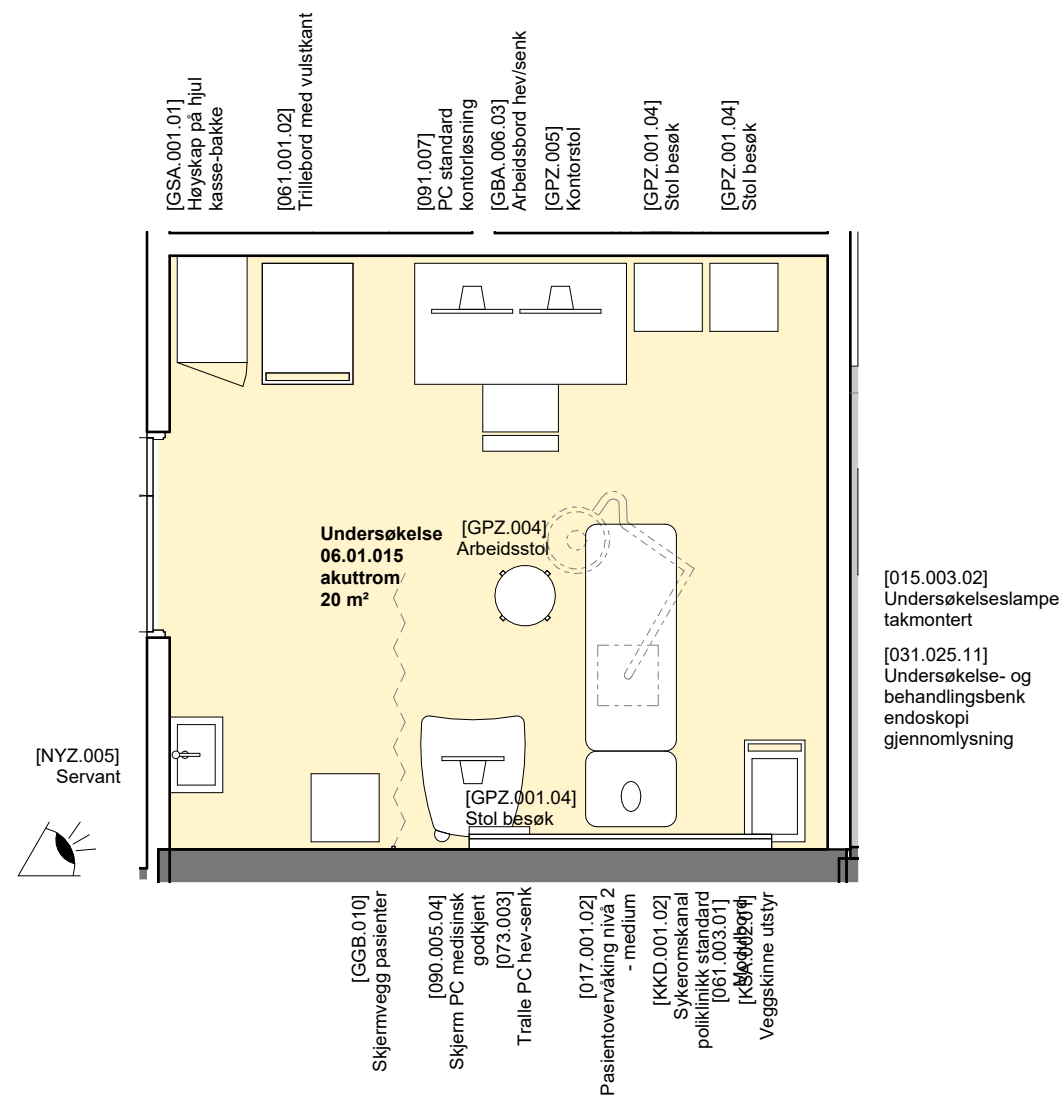 [GSA.001.01]
Høyskap på hjul
kasse-bakke
[061.001.02]
Trillebord med vulstkant
[091.007]
PC standard
kontorløsning
[GBA.006.03]
Arbeidsbord hev/senk
[GPZ.005]
Kontorstol
[GPZ.001.04]
Stol besøk
[GPZ.001.04]
Stol besøk
Undersøkelse
06.01.015
akuttrom
20 m²
[GPZ.004]
Arbeidsstol
[015.003.02]
Undersøkelseslampe
takmontert
[031.025.11]
Undersøkelse- og
behandlingsbenk
endoskopi
gjennomlysning
[NYZ.005]
Servant
[GPZ.001.04]
Stol besøk
[GGB.010]
Skjermvegg pasienter
[090.005.04]
Skjerm PC medisinsk
godkjent
[073.003]
Tralle PC hev-senk
[017.001.02]
Pasientovervåking nivå 2
- medium
[KKD.001.02]
Sykeromskanal
poliklinikk standard
[061.003.01]
Modulbord
[KSA.002.01]
Veggskinne utstyr